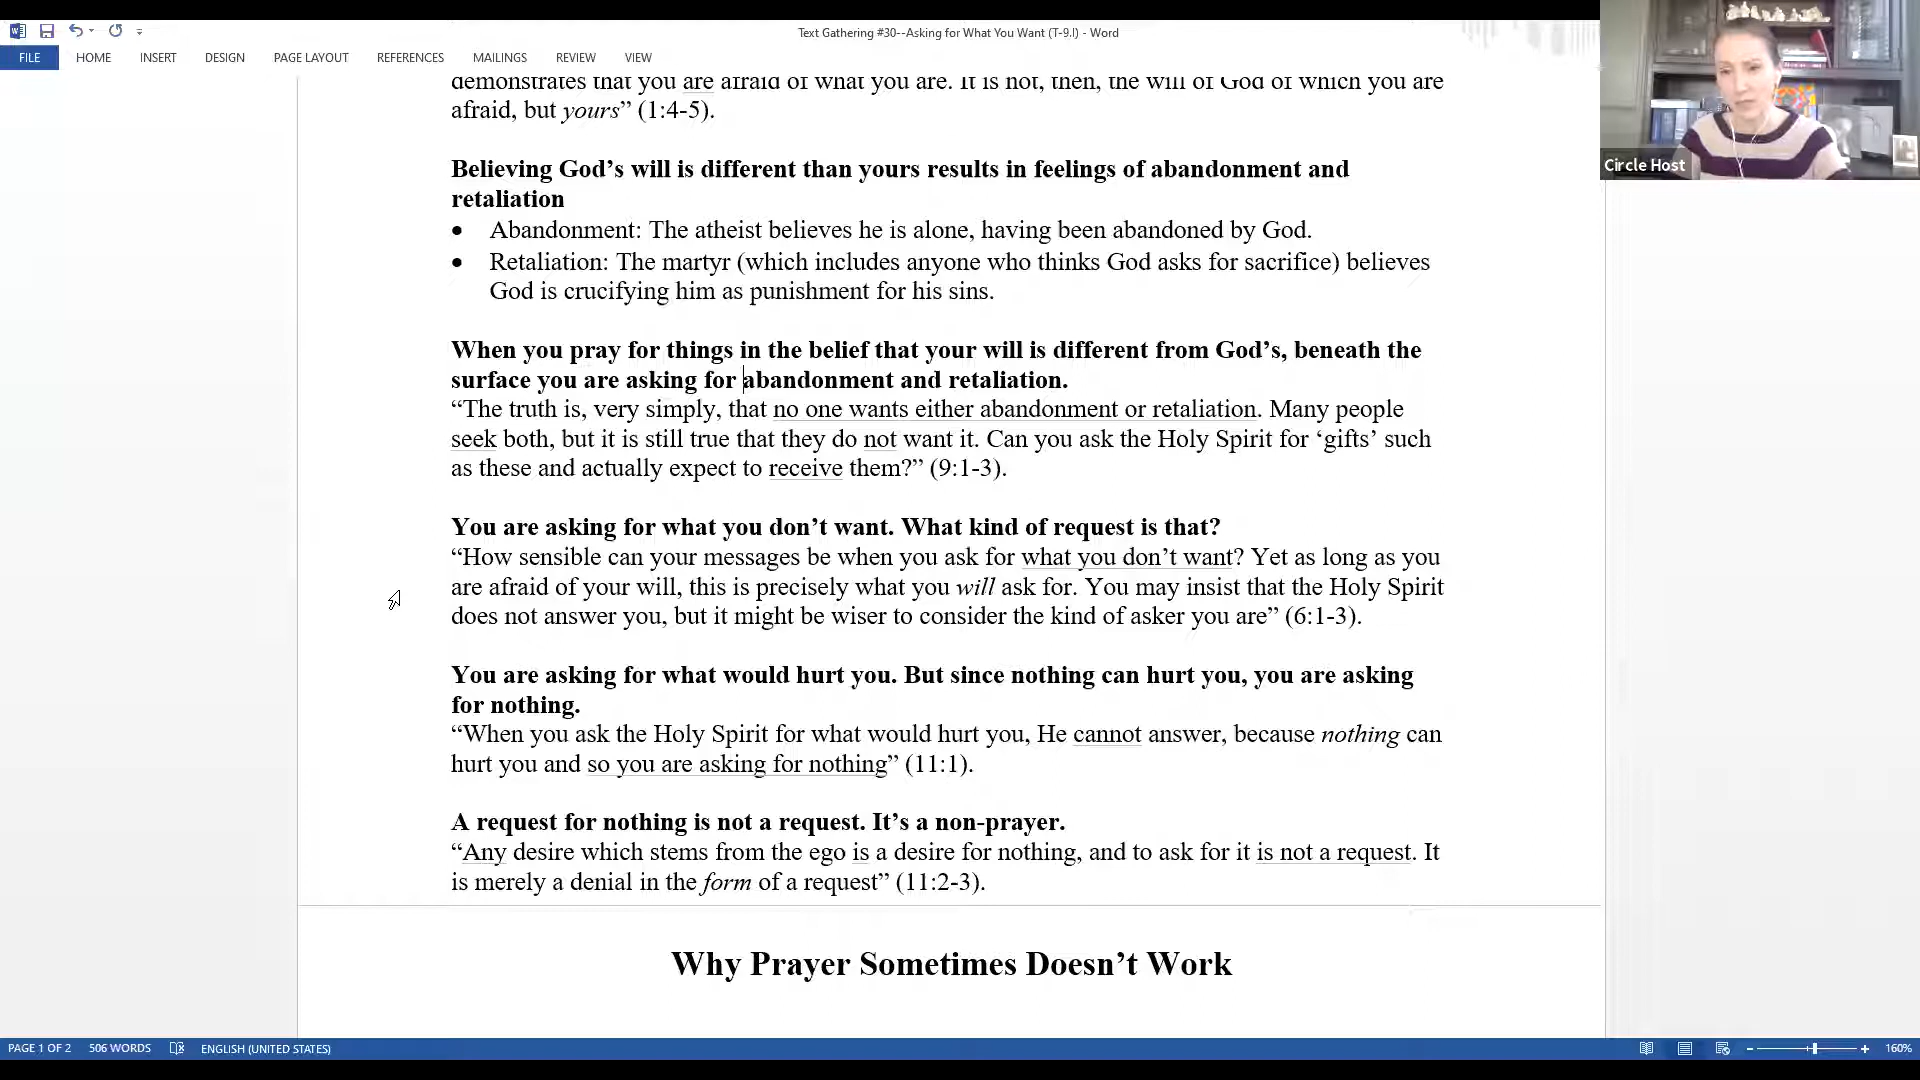 Text Gathering #30--Asking for What You Want (T-9.I) - Word
FILE HOME INSERT DESIGN PAGE LAYOUT REFERENCES MAILINGS REVIEW VIEW
Circle Host
demonstrates that you are afraid of what you are. It is not, then, the will of God of which you are
afraid, but yours” (1:4-5).
Believing God’s will is different than yours results in feelings of abandonment and
retaliation
• Abandonment: The atheist believes he is alone, having been abandoned by God.
• Retaliation: The martyr (which includes anyone who thinks God asks for sacrifice) believes
God is crucifying him as punishment for his sins.
When you pray for things in the belief that your will is different from God’s, beneath the
surface you are asking for abandonment and retaliation.
“The truth is, very simply, that no one wants either abandonment or retaliation. Many people
seek both, but it is still true that they do not want it. Can you ask the Holy Spirit for ‘gifts’ such
as these and actually expect to receive them?” (9:1-3).
You are asking for what you don’t want. What kind of request is that?
“How sensible can your messages be when you ask for what you don’t want? Yet as long as you
are afraid of your will, this is precisely what you will ask for. You may insist that the Holy Spirit
does not answer you, but it might be wiser to consider the kind of asker you are” (6:1-3).
You are asking for what would hurt you. But since nothing can hurt you, you are asking
for nothing.
“When you ask the Holy Spirit for what would hurt you, He cannot answer, because nothing can
hurt you and so you are asking for nothing” (11:1).
A request for nothing is not a request. It’s a non-prayer.
“Any desire which stems from the ego is a desire for nothing, and to ask for it is not a request. It
is merely a denial in the form of a request” (11:2-3).
Why Prayer Sometimes Doesn’t Work
PAGE 1 OF 2 506 WORDS ENGLISH (UNITED STATES) 160%